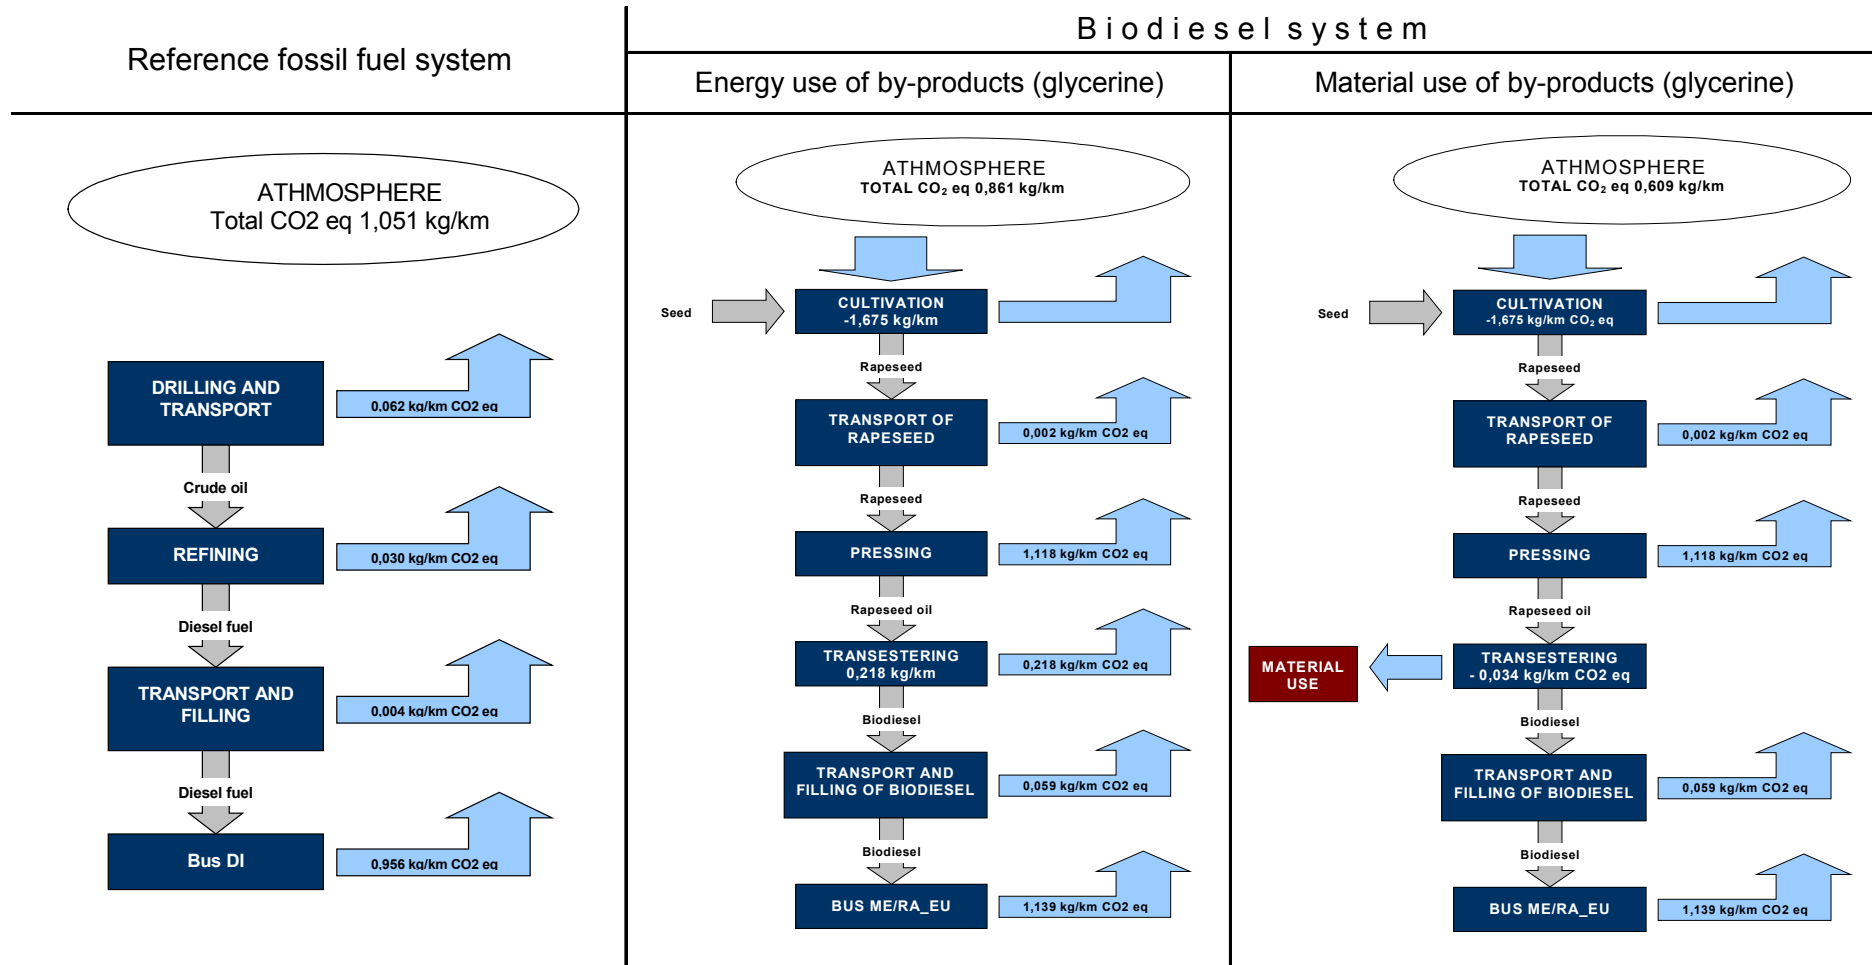 Reference fossil fuel system
Biodiesel system
Energy use of by-products (glycerine)
Material use of by-products (glycerine)
ATHMOSPHERE
Total CO2 eq 1,051 kg/km
DRILLING AND
TRANSPORT
0,062 kg/km CO2 eq
Crude oil
REFINING
0,030 kg/km CO2 eq
Diesel fuel
TRANSPORT AND
FILLING
0,004 kg/km CO2 eq
Diesel fuel
Bus DI
0,956 kg/km CO2 eq
ATHMOSPHERE
TOTAL CO₂ eq 0,861 kg/km
Seed
CULTIVATION
-1,675 kg/km
Rapeseed
TRANSPORT OF
RAPESEED
0,002 kg/km CO2 eq
Rapeseed
PRESSING
1,118 kg/km CO2 eq
Rapeseed oil
TRANSESTERING
0,218 kg/km
0,218 kg/km CO2 eq
Biodiesel
TRANSPORT AND
FILLING OF BIODIESEL
0,059 kg/km CO2 eq
Biodiesel
BUS ME/RA_EU
1,139 kg/km CO2 eq
ATHMOSPHERE
TOTAL CO₂ eq 0,609 kg/km
Seed
CULTIVATION
-1,675 kg/km CO₂ eq
Rapeseed
TRANSPORT OF
RAPESEED
0,002 kg/km CO2 eq
Rapeseed
PRESSING
1,118 kg/km CO2 eq
Rapeseed oil
MATERIAL
USE
TRANSESTERING
- 0,034 kg/km CO2 eq
Biodiesel
TRANSPORT AND
FILLING OF BIODIESEL
0,059 kg/km CO2 eq
Biodiesel
BUS ME/RA_EU
1,139 kg/km CO2 eq